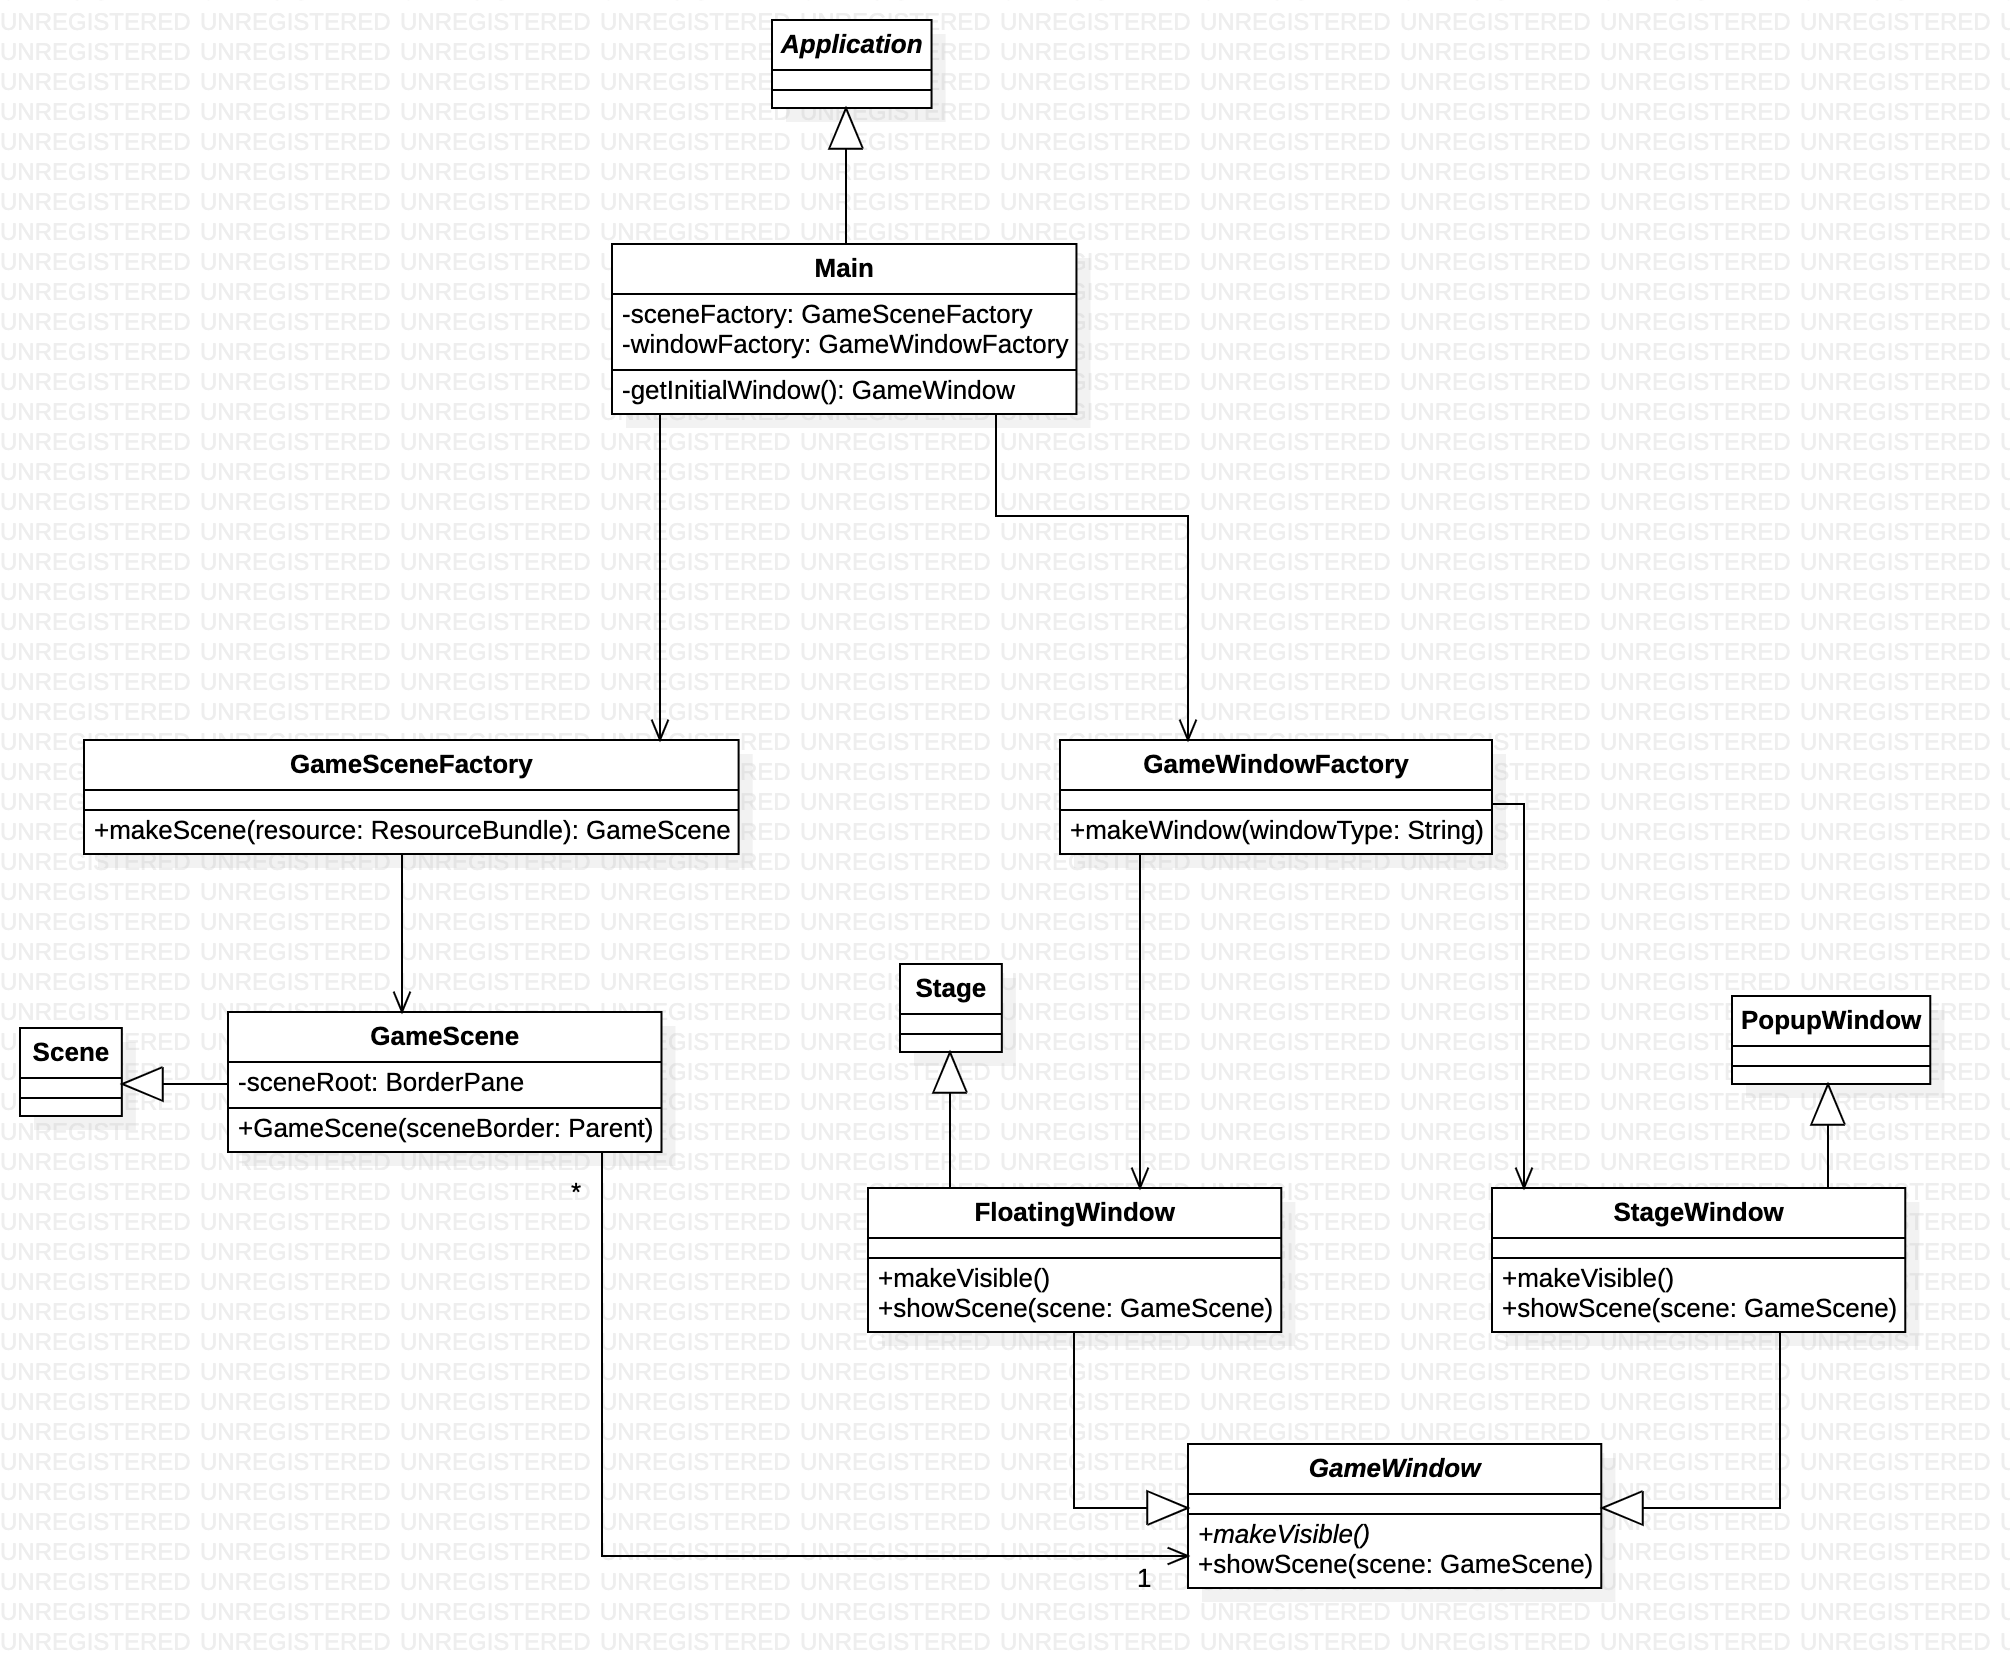 Application
Main
-sceneFactory: GameSceneFactory
-windowFactory: GameWindowFactory
-getInitialWindow(): GameWindow
GameSceneFactory
+makeScene(resource: ResourceBundle): GameScene
GameWindowFactory
+makeWindow(windowType: String)
Scene
GameScene
-sceneRoot: BorderPane
+GameScene(sceneBorder: Parent)
*
Stage
PopupWindow
FloatingWindow
+makeVisible()
+showScene(scene: GameScene)
StageWindow
+makeVisible()
+showScene(scene: GameScene)
GameWindow
+makeVisible()
+showScene(scene: GameScene)
1
UNREGISTERED